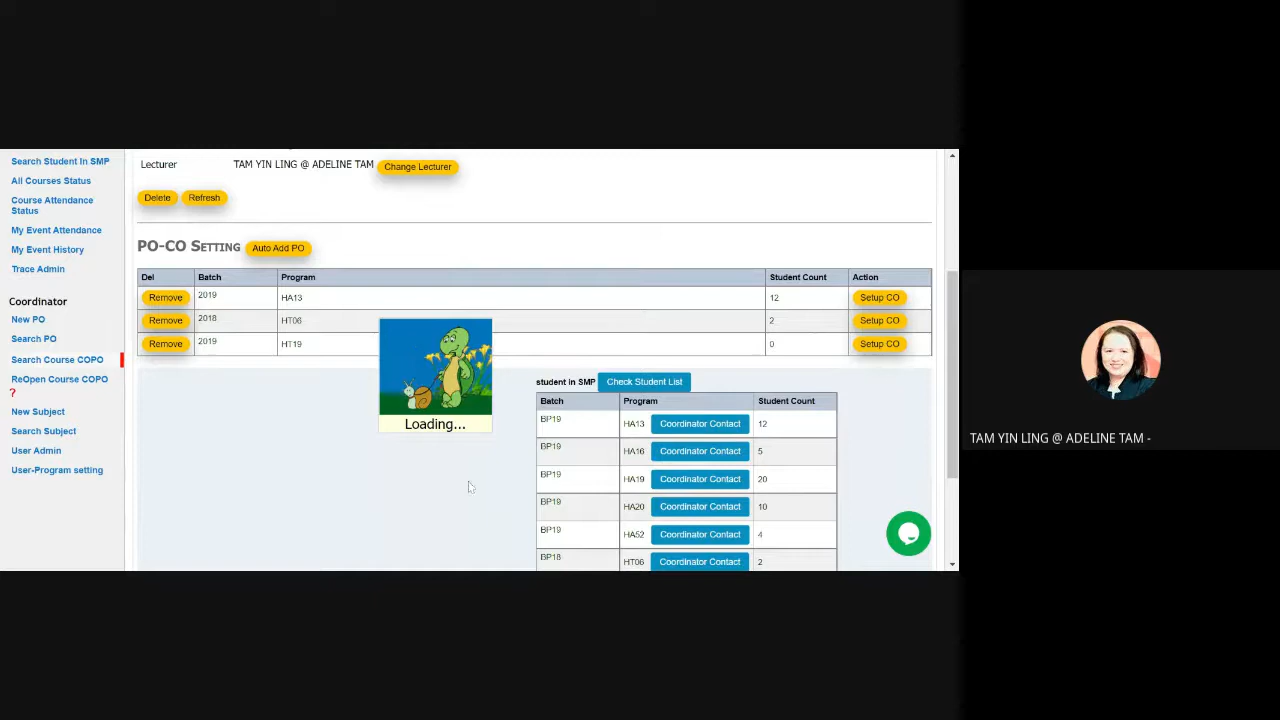 Search Student In SMP
All Courses Status
Course Attendance
Status
My Event Attendance
My Event History
Trace Admin
Coordinator
New PO
Search PO
Search Course COPO
ReOpen Course COPO
?
New Subject
Search Subject
User Admin
User-Program setting
Lecturer TAM YIN LING @ ADELINE TAM Change Lecturer
Delete Refresh
PO-CO SETTING Auto Add PO
Del Batch Program Student Count Action
Remove 2019 HA13 12 Setup CO
Remove 2018 HT06 2 Setup CO
Remove 2019 HT19 0 Setup CO
Loading...
student in SMP Check Student List
Batch Program Student Count
BP19 HA13 Coordinator Contact 12
BP19 HA16 Coordinator Contact 5
BP19 HA19 Coordinator Contact 20
BP19 HA20 Coordinator Contact 10
BP19 HA52 Coordinator Contact 4
BP18 HT06 Coordinator Contact 2
TAM YIN LING @ ADELINE TAM -